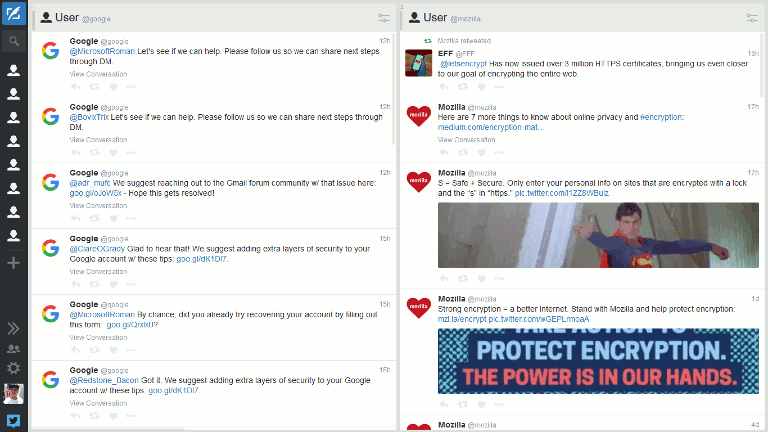 User @google
Google @google 12h
@MicrosoftRoman Let's see if we can help. Please follow us so we can share next steps
through DM.
View Conversation
Google @google 12h
@BovixTrix Let's see if we can help. Please follow us so we can share next steps through
DM.
View Conversation
Google @google 12h
@adr_mufc We suggest reaching out to the Gmail forum community w/ that issue here:
goo.gl/oJoWSx - Hope this gets resolved!
View Conversation
Google @google 15h
@ClareOGrady Glad to hear that! We suggest adding extra layers of security to your
Google account w/ these tips: goo.gl/dK1DI7.
View Conversation
Google @google 15h
@MicrosoftRoman By chance, did you already try recovering your account by filling out
this form:
View Conversation
Google @google 15h
@Redstone_Dacon Got it. We suggest adding extra layers of security to your Google
account w/ these tips: goo.gl/dK1DI7.
View Conversation
User @mozilla
Mozilla retweeted
EFF @EFF 16h
.@letsencrypt Has now issued over 3 million HTTPS certificates, bringing us even closer
to our goal of encrypting the entire web.
mozilla
Mozilla @mozilla 17h
Here are 7 more things to know about online privacy and #encryption:
medium.com/encryption-mat...
View Conversation
mozilla
Mozilla @mozilla 17h
S = Safe + Secure. Only enter your personal info on sites that are encrypted with a lock
and the "s" in "https." pic.twitter.com/I1ZZ8WBulz
mozilla
Mozilla @mozilla 1d
Strong encryption = a better Internet. Stand with Mozilla and help protect encryption:
mzl.la/encrypt pic.twitter.com/wGEPLrmoaA
TAKE ACTION TO
PROTECT ENCRYPTION.
THE POWER IS IN OUR HANDS.
Mozilla @mozilla 4d